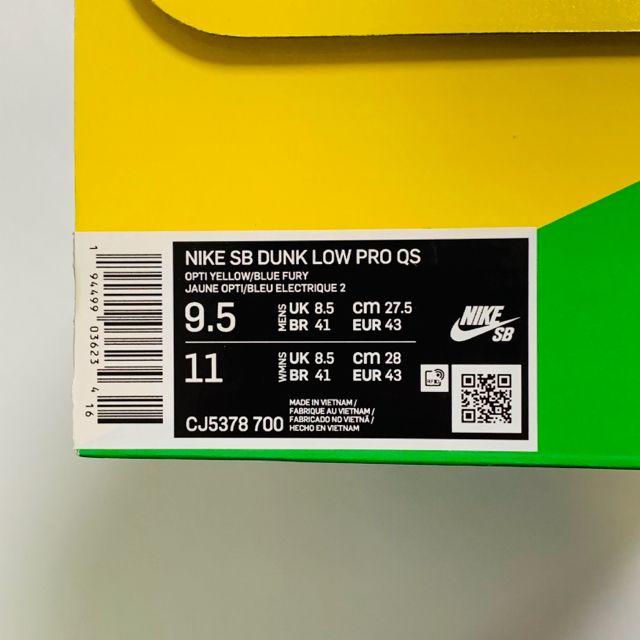 1 94499 03623 4 16
NIKE SB DUNK LOW PRO QS
OPTI YELLOW/BLUE FURY
JAUNE OPTI/BLEU ELECTRIQUE 2
9.5 MENS UK 8.5 cm 27.5
BR 41 EUR 43
11 WMNS UK 8.5 cm 28
BR 41 EUR 43
CJ5378 700
MADE IN VIETNAM /
FABRIQUE AU VIETNAM /
FABRICADO NO VIETNÃ /
HECHO EN VIETNAM
RFID
NIKE
SB